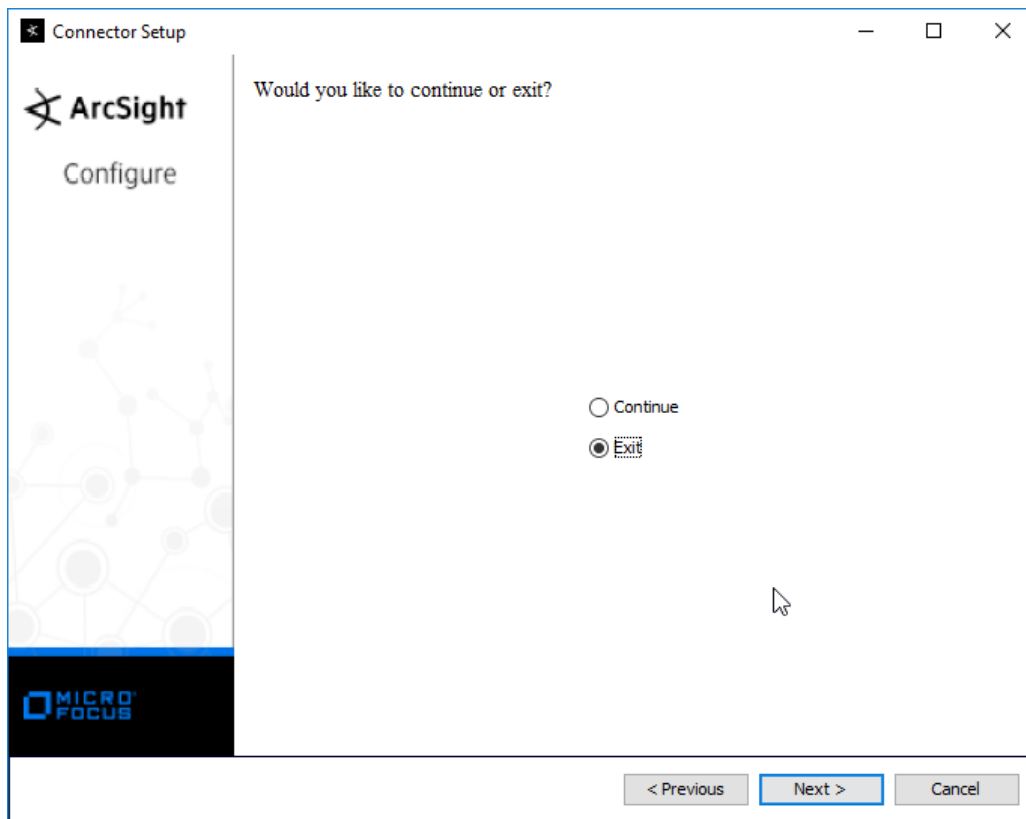 Connector Setup
ArcSight
Configure
Would you like to continue or exit?
Continue
Exit
MICRO
FOCUS
< Previous
Next >
Cancel